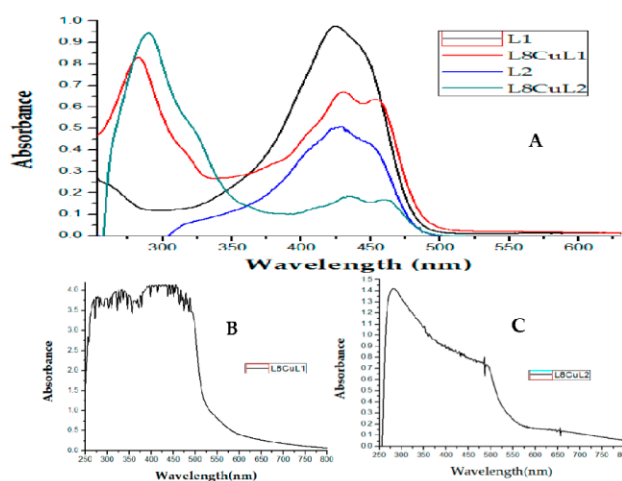 1.0
0.9
0.8
0.7
0.6
0.5
0.4
0.3
0.2
0.1
0.0
Absorbance
L1
L8CuL1
L2
L8CuL2
A
300 350 400 450 500 550 600
Wavelength (nm)
4.0
3.5
3.0
2.5
2.0
1.5
1.0
0.5
0.0
Absorbance
B
L8CuL1
250 300 350 400 450 500 550 600 650 700 750 800
Wavelength(nm)
1.5
1.4
1.3
1.2
1.1
1.0
0.9
0.8
0.7
0.6
0.5
0.4
0.3
0.2
0.1
0.0
Absorbance
C
L8CuL2
250 300 350 400 450 500 550 600 650 700 750 800
Wavelength(nm)